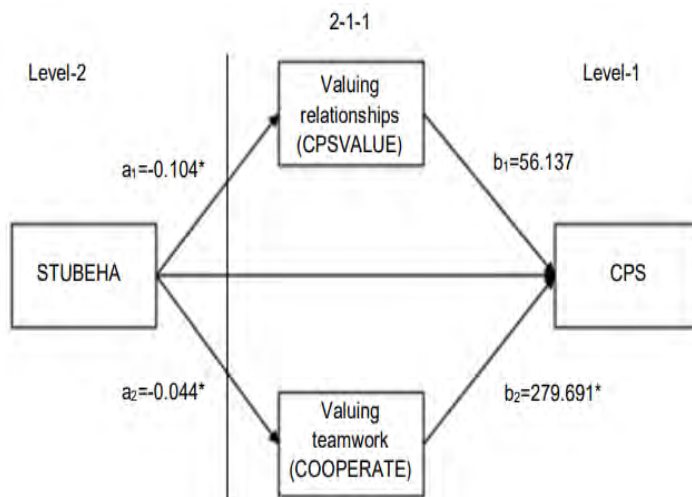 2-1-1
Level-2
Level-1
Valuing
relationships
(CPSVALUE)
a₁=-0.104*
b₁=56.137
STUBEHA
CPS
a₂=-0.044*
b₂=279.691*
Valuing
teamwork
(COOPERATE)